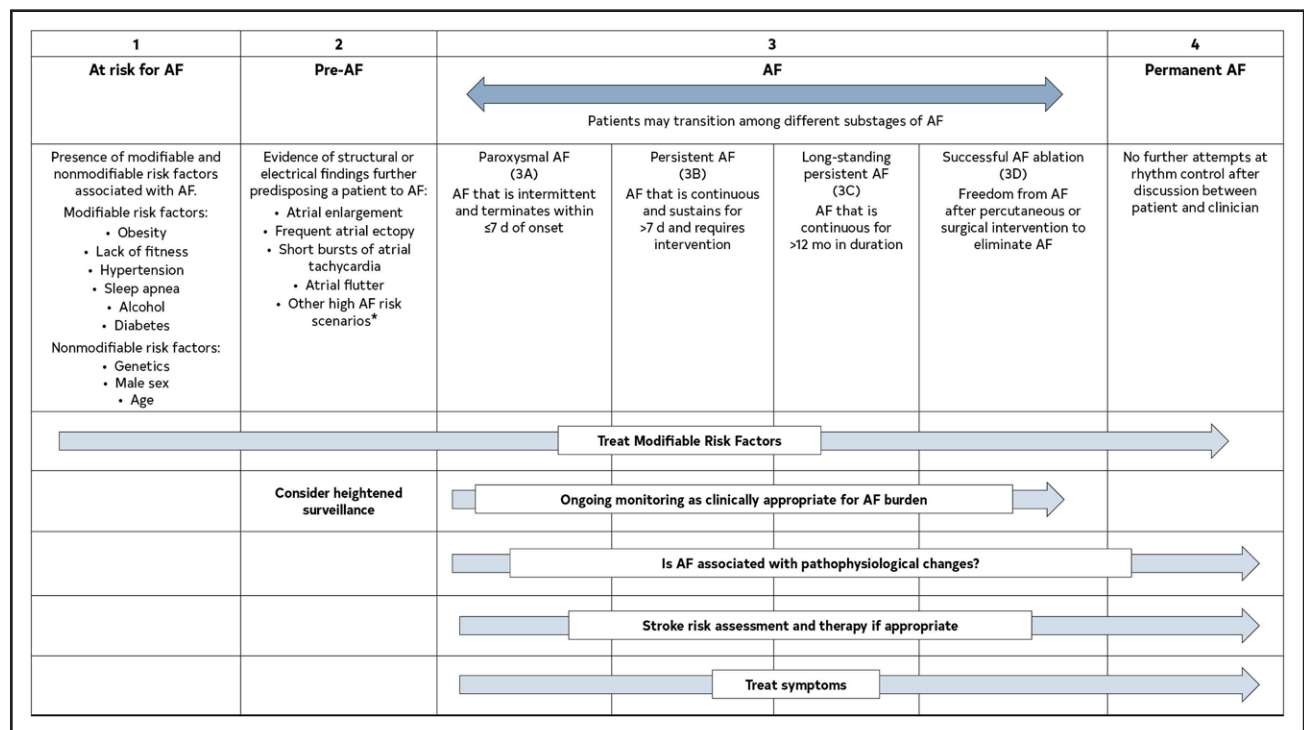 1
2
3
4
At risk for AF
Pre-AF
AF
Permanent AF
Patients may transition among different substages of AF
Presence of modifiable and
nonmodifiable risk factors
associated with AF.
Modifiable risk factors:
• Obesity
• Lack of fitness
• Hypertension
• Sleep apnea
• Alcohol
• Diabetes
Nonmodifiable risk factors:
• Genetics
• Male sex
• Age
Evidence of structural or
electrical findings further
predisposing a patient to AF:
• Atrial enlargement
• Frequent atrial ectopy
• Short bursts of atrial
tachycardia
• Atrial flutter
• Other high AF risk
scenarios*
Paroxysmal AF
(3A)
AF that is intermittent
and terminates within
≤7 d of onset
Persistent AF
(3B)
AF that is continuous
and sustains for
>7 d and requires
intervention
Long-standing
persistent AF
(3C)
AF that is
continuous for
>12 mo in duration
Successful AF ablation
(3D)
Freedom from AF
after percutaneous or
surgical intervention to
eliminate AF
No further attempts at
rhythm control after
discussion between
patient and clinician
Treat Modifiable Risk Factors
Consider heightened
surveillance
Ongoing monitoring as clinically appropriate for AF burden
Is AF associated with pathophysiological changes?
Stroke risk assessment and therapy if appropriate
Treat symptoms